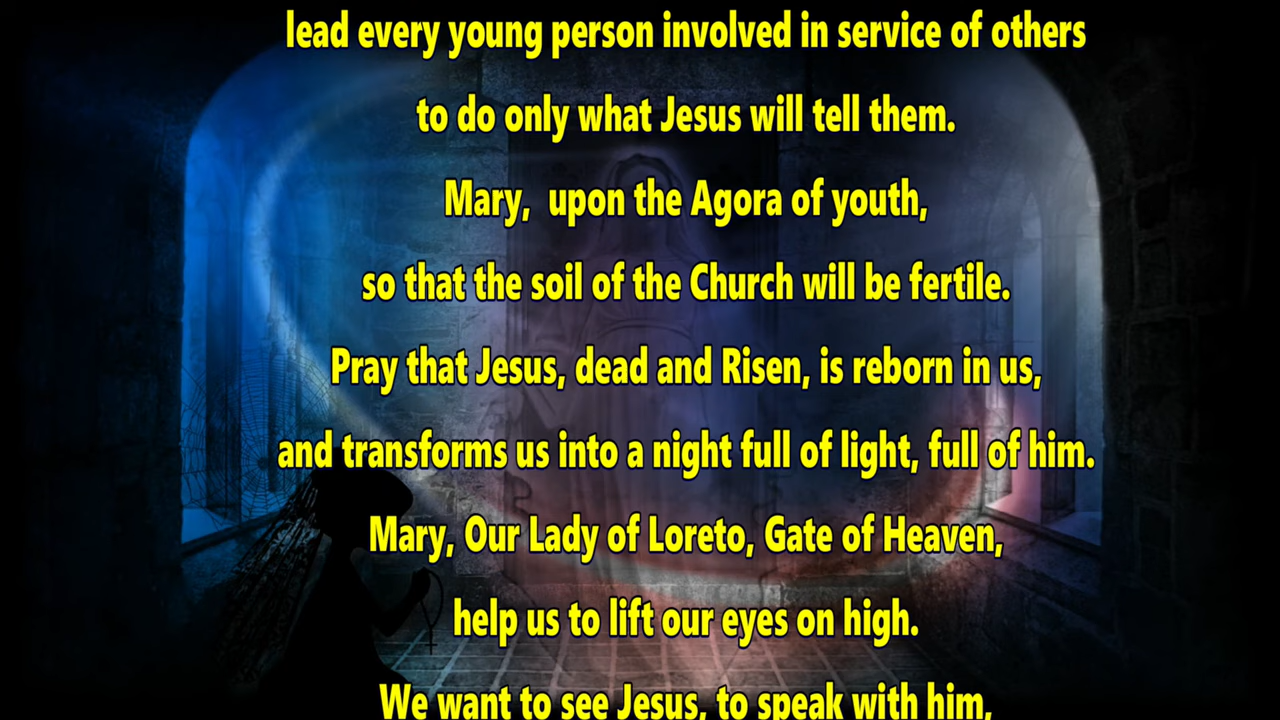 lead every young person involved in service of others
to do only what Jesus will tell them.
Mary,  upon the Agora of youth,
so that the soil of the Church will be fertile.
Pray that Jesus, dead and Risen, is reborn in us,
and transforms us into a night full of light, full of him.
Mary, Our Lady of Loreto, Gate of Heaven,
help us to lift our eyes on high.
We want to see Jesus, to speak with him,